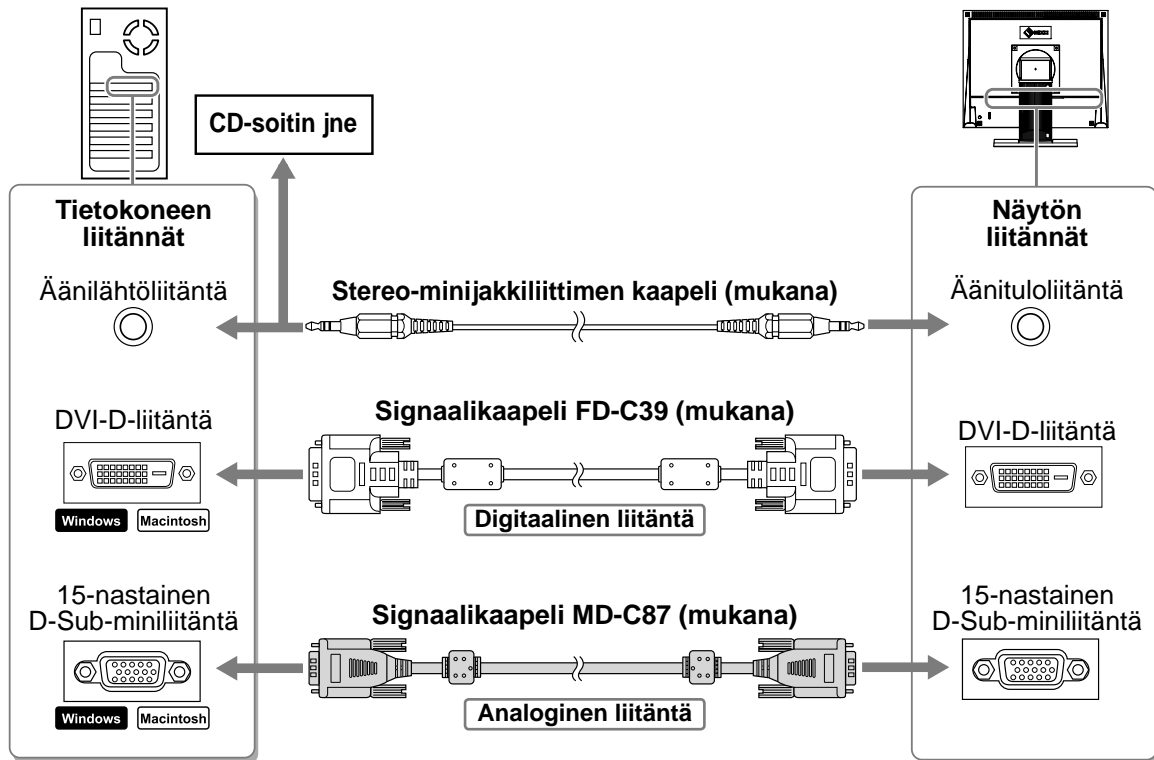 CD-soitin jne
Tietokoneen
liitännät
Näytön
liitännät
Äänilähtöliitäntä
Stereo-minijakkiliittimen kaapeli (mukana)
Äänituloliitäntä
DVI-D-liitäntä
Signaalikaapeli FD-C39 (mukana)
DVI-D-liitäntä
Windows Macintosh
Digitaalinen liitäntä
15-nastainen
D-Sub-miniliitäntä
Signaalikaapeli MD-C87 (mukana)
15-nastainen
D-Sub-miniliitäntä
Windows Macintosh
Analoginen liitäntä